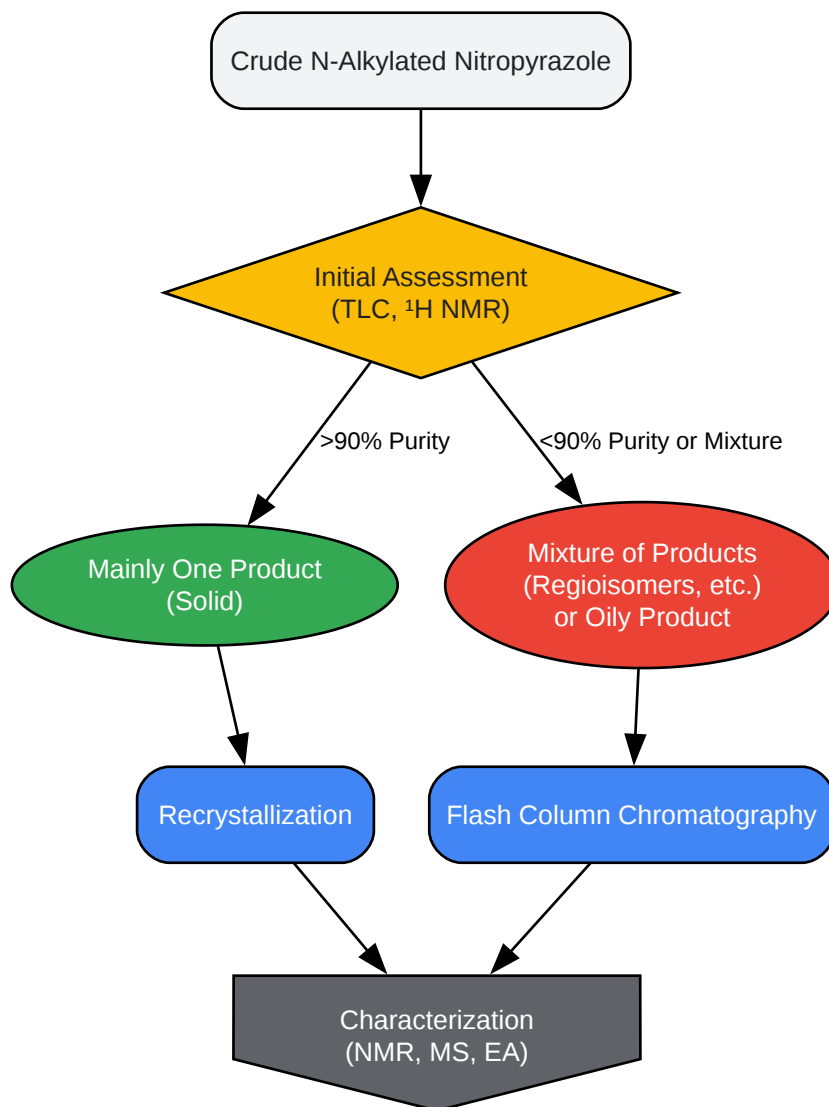 Crude N-Alkylated Nitropyrazole
Initial Assessment
(TLC, ¹H NMR)
>90% Purity
<90% Purity or Mixture
Mainly One Product
(Solid)
Mixture of Products
(Regioisomers, etc.)
or Oily Product
Recrystallization
Flash Column Chromatography
Characterization
(NMR, MS, EA)